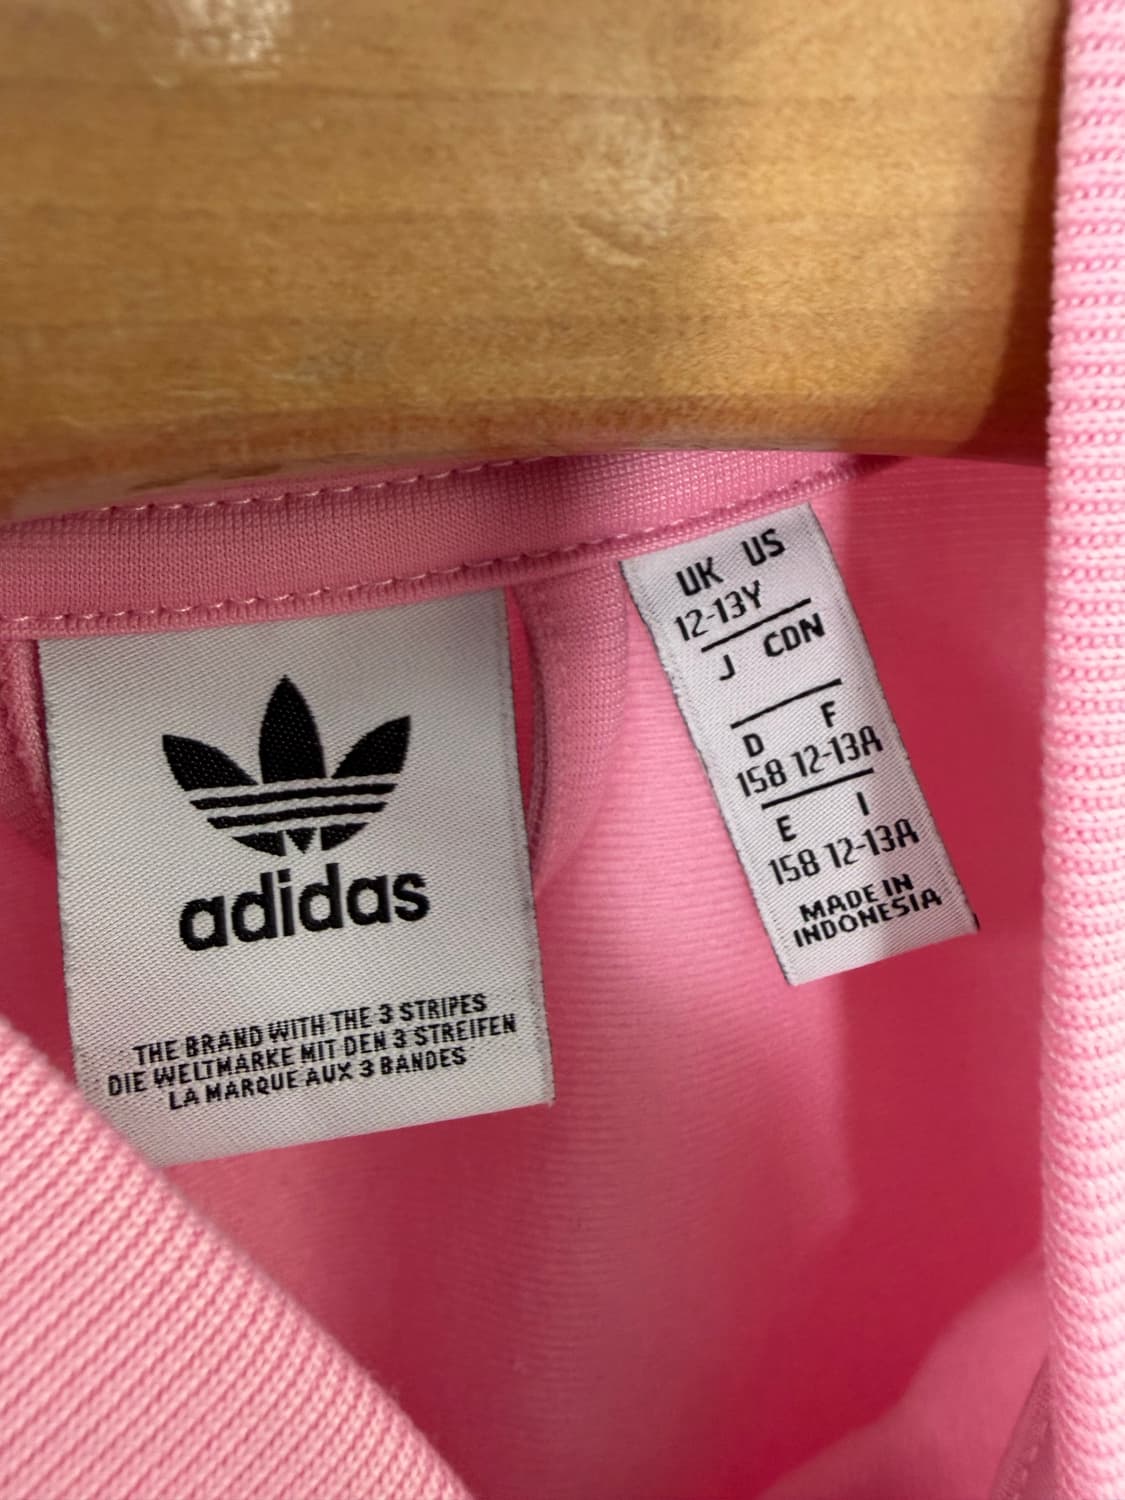 adidas
THE BRAND WITH THE 3 STRIPES
DIE WELTMARKE MIT DEN 3 STREIFEN
LA MARQUE AUX 3 BANDES
UK US
12-13Y
J CDN
D F
158 12-13A
E I
158 12-13A
MADE IN
INDONESIA